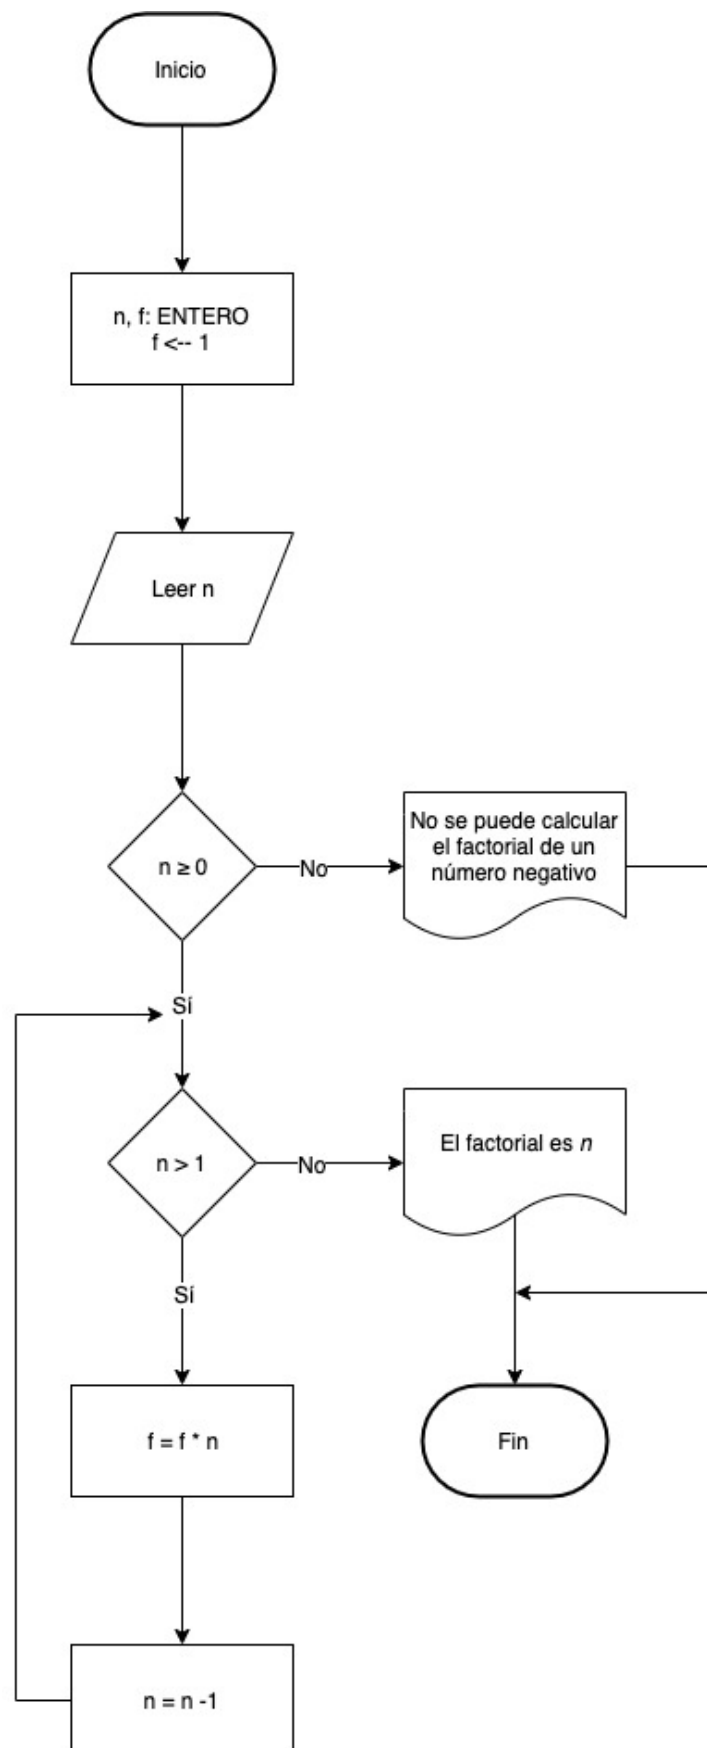 Inicio
n, f: ENTERO
f <-- 1
Leer n
n ≥ 0
No
No se puede calcular
el factorial de un
número negativo
Sí
n > 1
No
El factorial es n
Sí
f = f * n
Fin
n = n -1